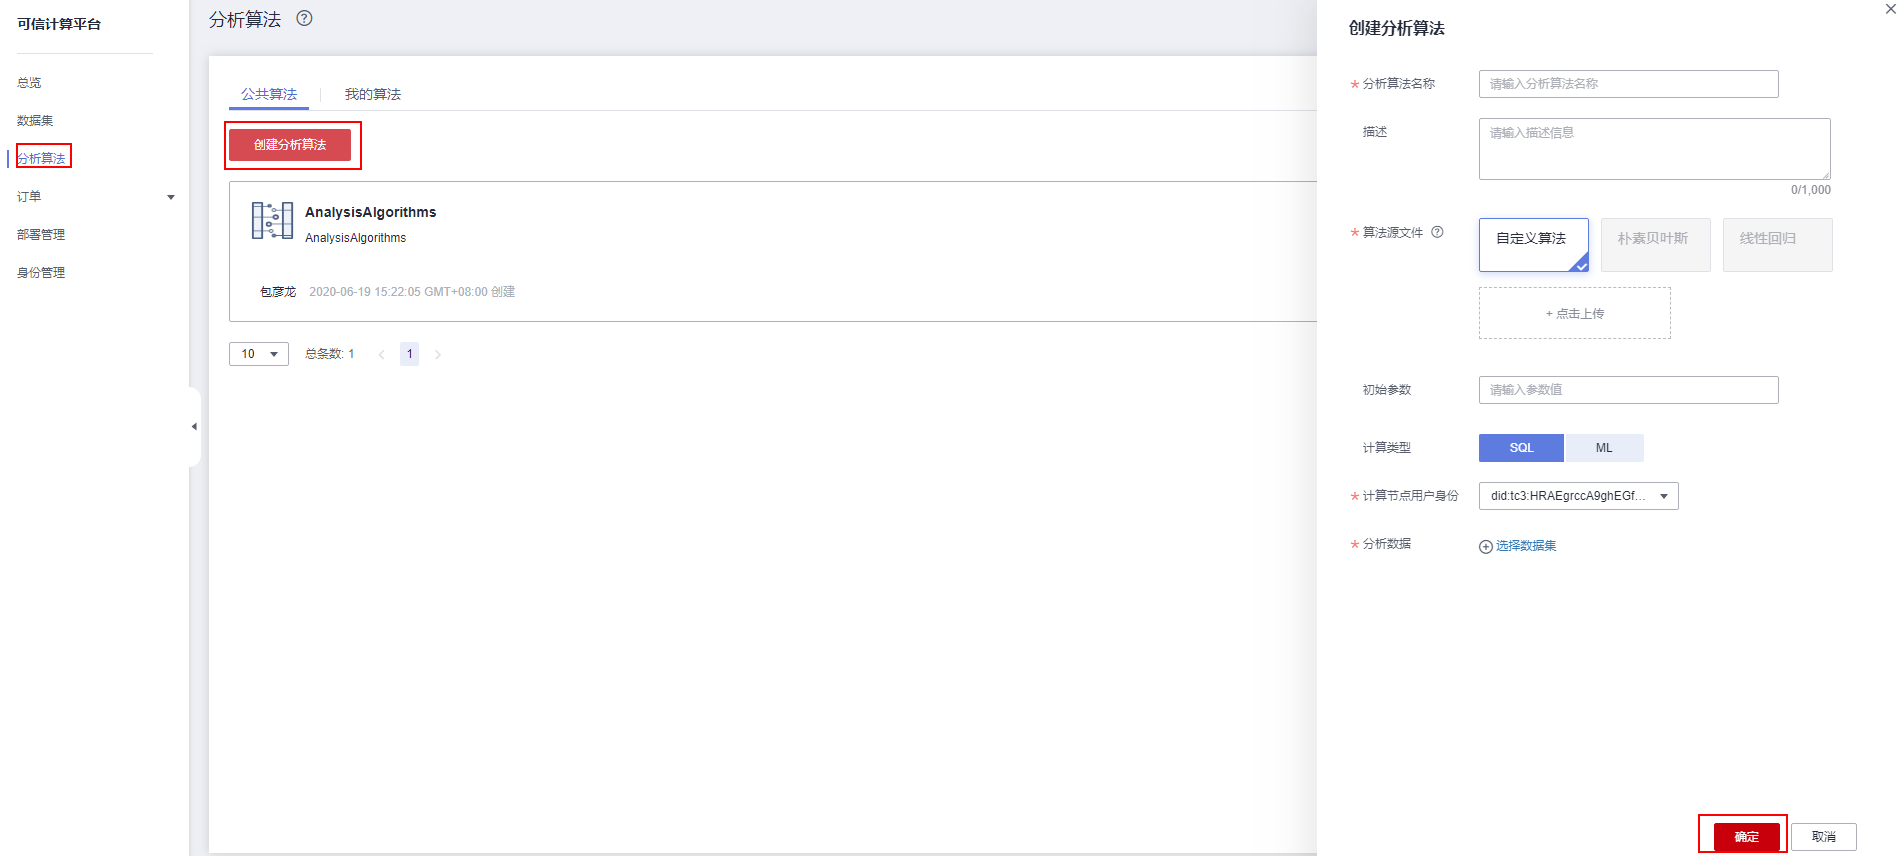 可信计算平台
总览
数据集
分析算法
订单
部署管理
身份管理
分析算法 ?
公共算法
我的算法
创建分析算法
AnalysisAlgorithms
AnalysisAlgorithms
包彦龙 2020-06-19 15:22:05 GMT+08:00 创建
10 总条数: 1 < 1 >
创建分析算法
* 分析算法名称 请输入分析算法名称
描述 请输入描述信息
0/1,000
* 算法源文件 ? 自定义算法 朴素贝叶斯 线性回归
+ 点击上传
初始参数 请输入参数值
计算类型 SQL ML
* 计算节点用户身份 did:tc3:HRAEgrccA9ghEGf...
* 分析数据 选择数据集
确定 取消